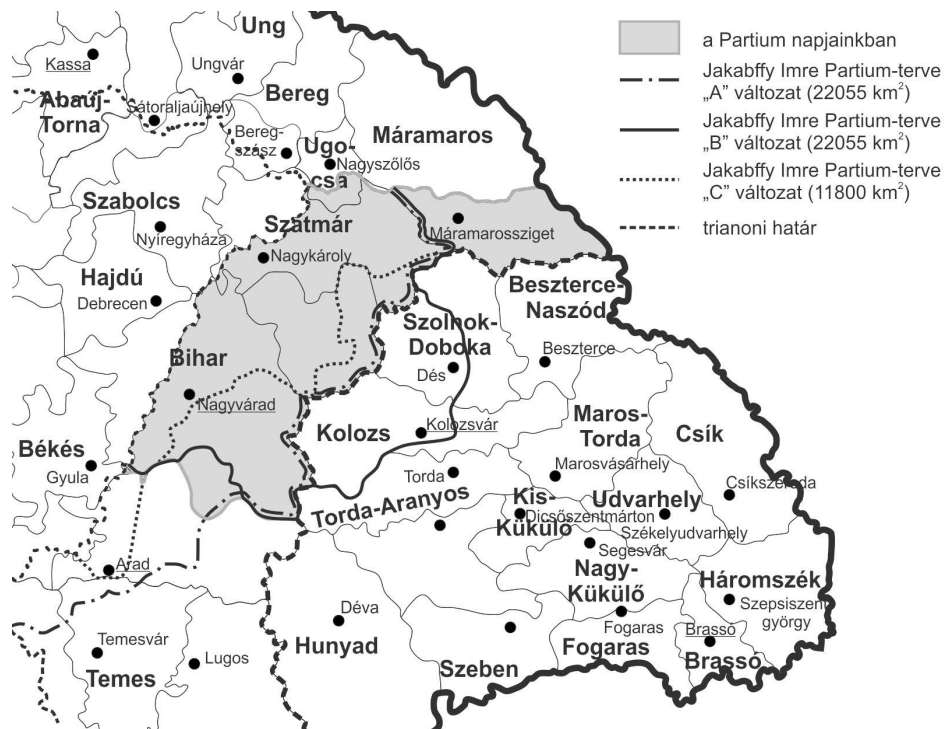 Ung
Kassa
Ungvár
Abaúj-
Torna
Sátoraljaújhely
Bereg
Bereg-
szász
Ugo-
csa
Nagyszőlős
Máramaros
Szabolcs
Nyíregyháza
Szatmár
Nagykároly
Máramarossziget
Hajdú
Debrecen
Beszterce-
Naszód
Szolnok-
Doboka
Dés
Beszterce
Bihar
Nagyvárad
Kolozs
Kolozsvár
Maros-
Torda
Marosvásárhely
Csík
Csíkszereda
Békés
Gyula
Torda
Torda-Aranyos
Kis-
Küküllő
Dicsőszentmárton
Udvarhely
Székelyudvarhely
Segesvár
Nagy-
Küküllő
Háromszék
Szepsiszent-
györgy
Arad
Déva
Hunyad
Temesvár
Temes
Lugos
Szeben
Fogaras
Fogaras
Brassó
Brassó
a Partium napjainkban
Jakabffy Imre Partium-terve
„A” változat (22055 km²)
Jakabffy Imre Partium-terve
„B” változat (22055 km²)
Jakabffy Imre Partium-terve
„C” változat (11800 km²)
trianoni határ